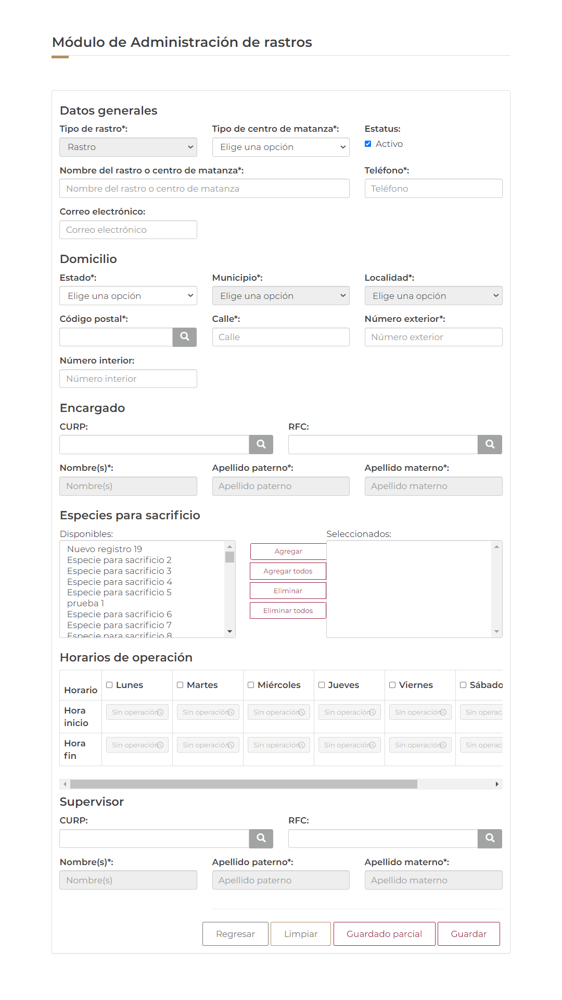 Módulo de Administración de rastros
Datos generales
Tipo de rastro*: Tipo de centro de matanza*: Estatus:
Rastro Elige una opción Activo
Nombre del rastro o centro de matanza*: Teléfono*:
Nombre del rastro o centro de matanza Teléfono
Correo electrónico:
Correo electrónico
Domicilio
Estado*: Municipio*: Localidad*:
Elige una opción Elige una opción Elige una opción
Código postal*: Calle*: Número exterior*:
Calle Número exterior
Número interior:
Número interior
Encargado
CURP: RFC:
Nombre(s)*: Apellido paterno*: Apellido materno*:
Nombre(s) Apellido paterno Apellido materno
Especies para sacrificio
Disponibles: Seleccionados:
Nuevo registro 19
Especie para sacrificio 2
Especie para sacrificio 3
Especie para sacrificio 4
Especie para sacrificio 5
prueba 1
Especie para sacrificio 6
Especie para sacrificio 7
Especie para sacrificio 8
Agregar
Agregar todos
Eliminar
Eliminar todos
Horarios de operación
Horario Lunes Martes Miércoles Jueves Viernes Sábado
Hora inicio Sin operación Sin operación Sin operación Sin operación Sin operación Sin operac
Hora fin Sin operación Sin operación Sin operación Sin operación Sin operación Sin operac
Supervisor
CURP: RFC:
Nombre(s)*: Apellido paterno*: Apellido materno*:
Nombre(s) Apellido paterno Apellido materno
Regresar Limpiar Guardado parcial Guardar